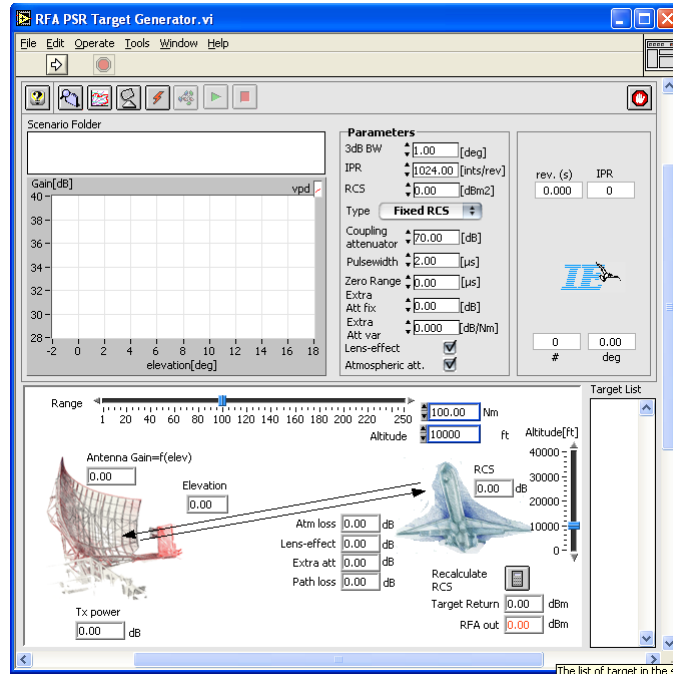 RFA PSR Target Generator.vi
File Edit Operate Tools Window Help
Scenario Folder
Gain[dB]
vpd
40
38
36
34
32
30
28
-2 0 2 4 6 8 10 12 14 16 18
elevation[deg]
Parameters
3dB BW 1.00 [deg]
IPR 1024.00 [ints/rev]
RCS 0.00 [dBm2]
Type Fixed RCS
Coupling
attenuator 70.00 [dB]
Pulsewidth 2.00 [µs]
Zero Range 0.00 [µs]
Extra
Att fix 0.00 [dB]
Extra
Att var 0.000 [dB/Nm]
Lens-effect
Atmospheric att.
rev. (s) IPR
0.000 0
IE
0 0.00
# deg
Target List
Range
1 20 40 60 80 100 120 140 160 180 200 220 250
100.00 Nm
Altitude 10000 ft
Altitude[ft]
40000
30000
20000
10000
0
Antenna Gain=f(elev)
0.00
Elevation
0.00
RCS
0.00 dB
Atm loss 0.00 dB
Lens-effect 0.00 dB
Extra att 0.00 dB
Path loss 0.00 dB
Recalculate
RCS
Target Return 0.00 dBm
RFA out 0.00 dBm
Tx power
0.00 dB
The list of target in the